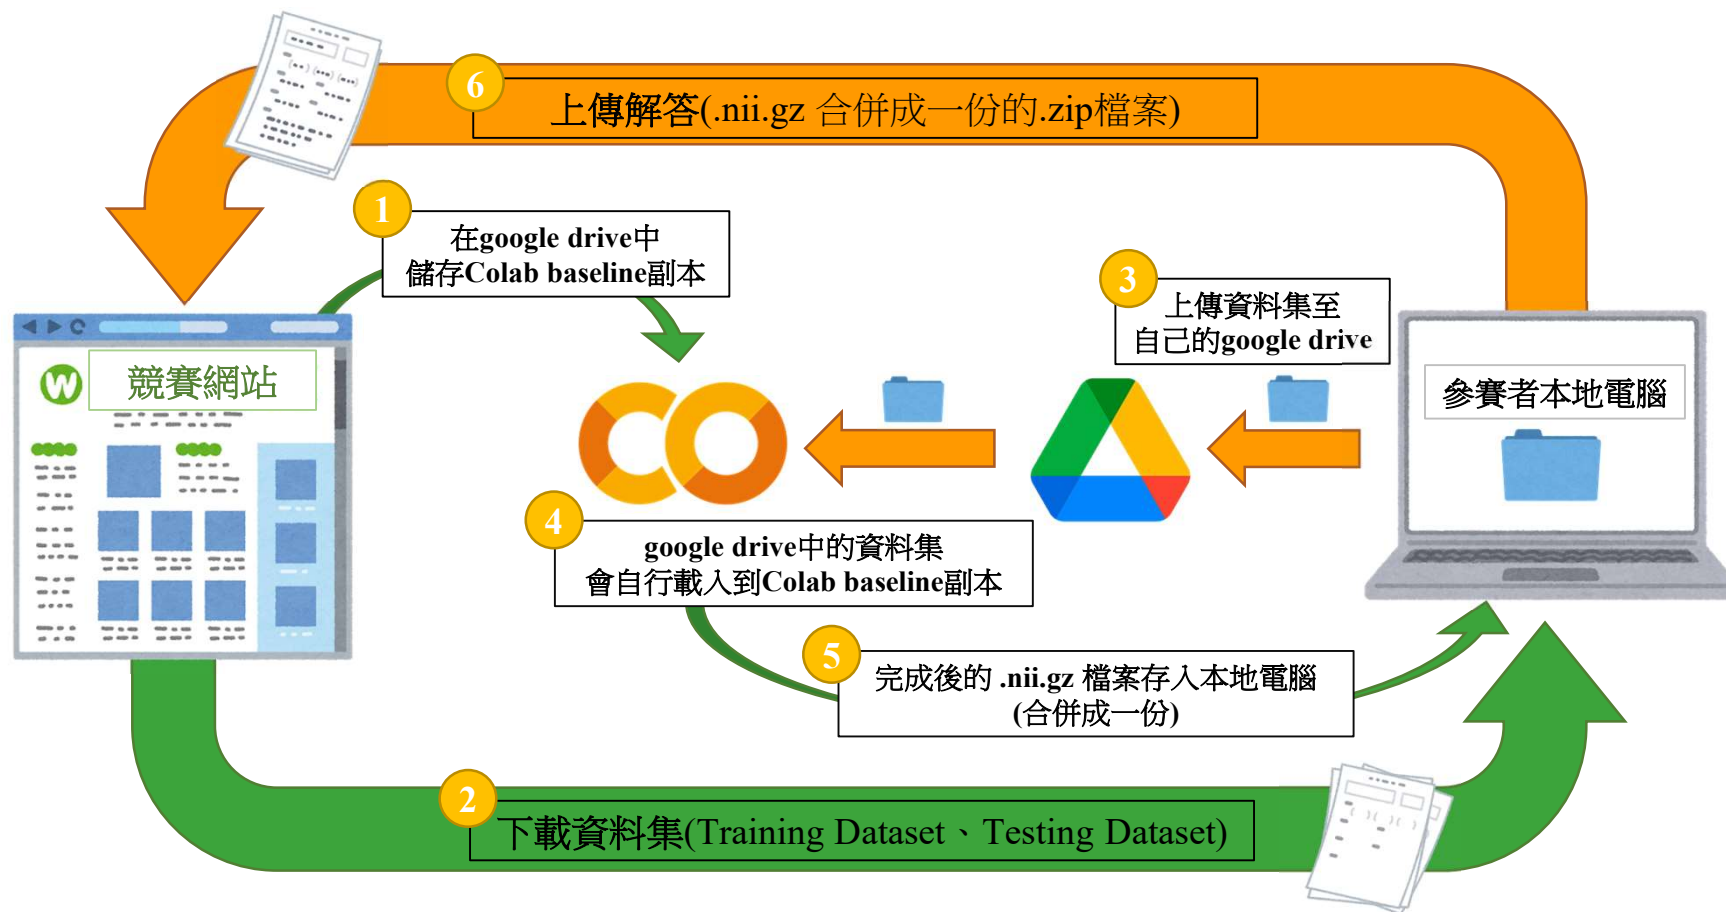 6
上傳解答(.nii.gz 合併成一份的.zip檔案)
1
在google drive中
儲存Colab baseline副本
3
上傳資料集至
自己的google drive
W
競賽網站
參賽者本地電腦
4
google drive中的資料集
會自行載入到Colab baseline副本
5
完成後的 .nii.gz 檔案存入本地電腦
(合併成一份)
2
下載資料集(Training Dataset、Testing Dataset)